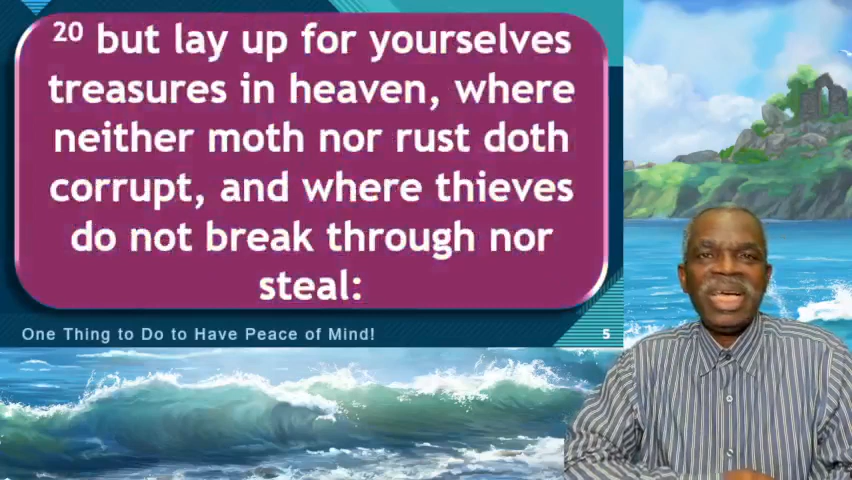 20 but lay up for yourselves
treasures in heaven, where
neither moth nor rust doth
corrupt, and where thieves
do not break through nor
steal:
One Thing to Do to Have Peace of Mind!
5